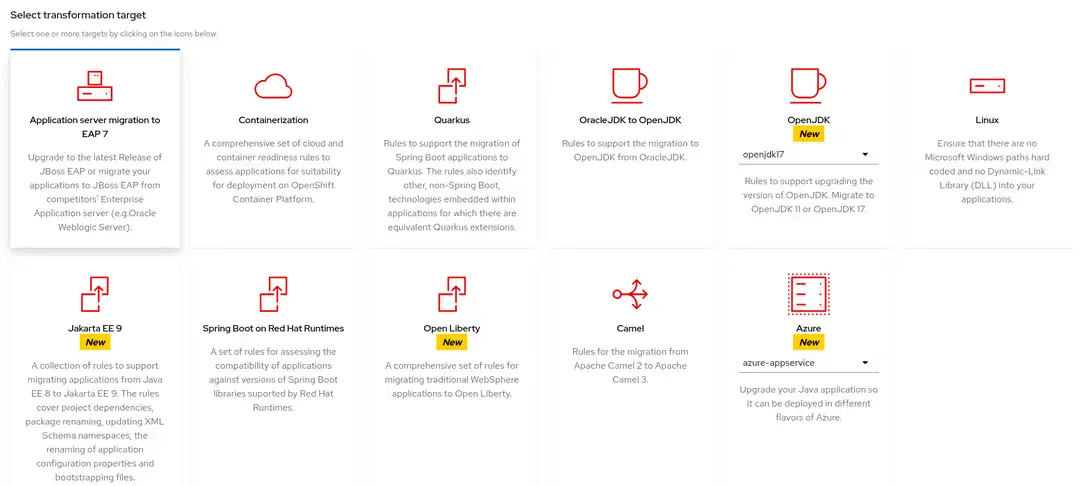 Select transformation target
Select one or more targets by clicking on the icons below.
Application server migration to
EAP 7
Upgrade to the latest Release of
JBoss EAP or migrate your
applications to JBoss EAP from
competitors' Enterprise
Application server (e.g.Oracle
Weblogic Server).
Containerization
A comprehensive set of cloud and
container readiness rules to
assess applications for suitability
for deployment on OpenShift
Container Platform.
Quarkus
Rules to support the migration of
Spring Boot applications to
Quarkus. The rules also identify
other, non-Spring Boot,
technologies embedded within
applications for which there are
equivalent Quarkus extensions.
OracleJDK to OpenJDK
Rules to support the migration to
OpenJDK from OracleJDK.
OpenJDK
New
openjdk17
Rules to support upgrading the
version of OpenJDK. Migrate to
OpenJDK 11 or OpenJDK 17.
Linux
Ensure that there are no
Microsoft Windows paths hard
coded and no Dynamic-Link
Library (DLL) into your
applications.
Jakarta EE 9
New
A collection of rules to support
migrating applications from Java
EE 8 to Jakarta EE 9. The rules
cover project dependencies,
package renaming, updating XML
Schema namespaces, the
renaming of application
configuration properties and
bootstrapping files.
Spring Boot on Red Hat Runtimes
A set of rules for assessing the
compatibility of applications
against versions of Spring Boot
libraries suported by Red Hat
Runtimes.
Open Liberty
New
A comprehensive set of rules for
migrating traditional WebSphere
applications to Open Liberty.
Camel
Rules for the migration from
Apache Camel 2 to Apache
Camel 3.
Azure
New
azure-appservice
Upgrade your Java application so
it can be deployed in different
flavors of Azure.